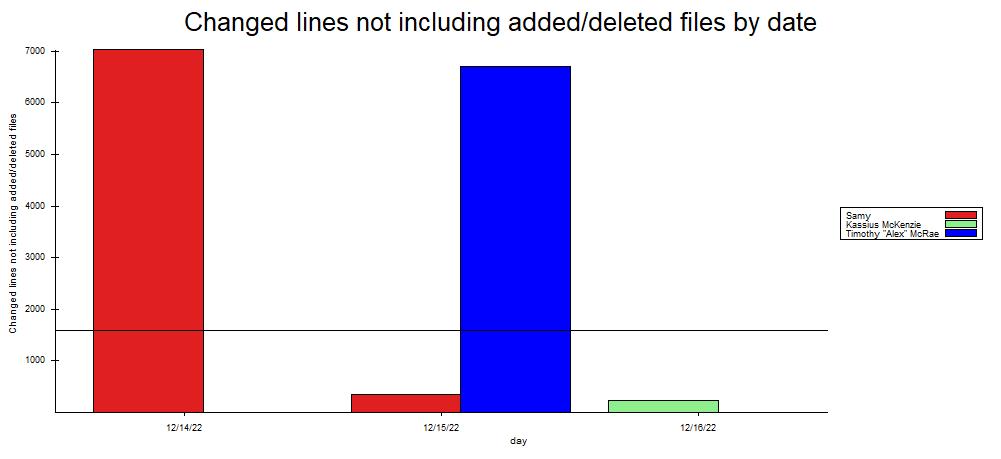 Changed lines not including added/deleted files by date
Changed lines not including added/deleted files
7000
6000
5000
4000
3000
2000
1000
12/14/22
12/15/22
12/16/22
day
Samy
Kassius McKenzie
Timothy "Alex" McRae